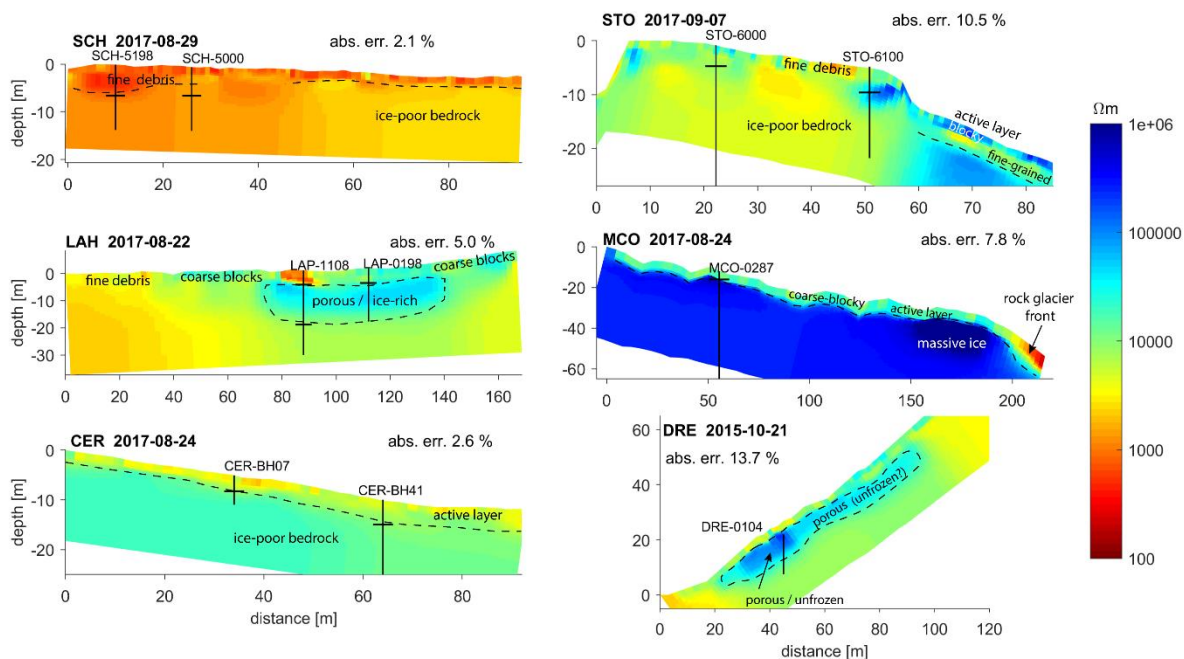 SCH 2017-08-29
abs. err. 2.1 %
SCH-5198
SCH-5000
fine debris
ice-poor bedrock
depth [m]
0
-10
-20
0 20 40 60 80
STO 2017-09-07
abs. err. 10.5 %
STO-6000
STO-6100
fine debris
ice-poor bedrock
active layer
blocky
fine-grained
depth [m]
0
-10
-20
0 10 20 30 40 50 60 70 80
LAH 2017-08-22
abs. err. 5.0 %
LAP-1108
LAP-0198
coarse blocks
fine debris
coarse blocks
porous / ice-rich
depth [m]
0
-10
-20
-30
0 20 40 60 80 100 120 140 160
MCO 2017-08-24
abs. err. 7.8 %
MCO-0287
coarse-blocky
active layer
massive ice
rock glacier
front
depth [m]
0
-20
-40
-60
0 50 100 150 200
CER 2017-08-24
abs. err. 2.6 %
CER-BH07
CER-BH41
active layer
ice-poor bedrock
depth [m]
0
-10
-20
0 20 40 60 80
distance [m]
DRE 2015-10-21
abs. err. 13.7 %
DRE-0104
porous (unfrozen?)
porous / unfrozen
60
40
20
0
0 20 40 60 80 100 120
distance [m]
Ωm
1e+06
100000
10000
1000
100